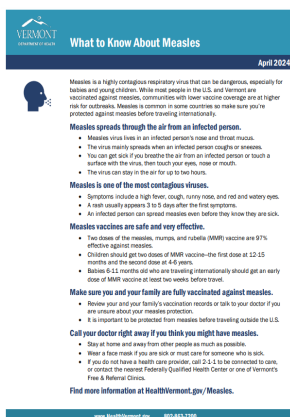 VERMONT
DEPARTMENT OF HEALTH
What to Know About Measles
April 2024
Measles is a highly contagious respiratory virus that can be dangerous, especially for
babies and young children. While most people in the U.S. and Vermont are
vaccinated against measles, communities with lower vaccine coverage are at higher
risk for outbreaks. Measles is common in some countries so make sure you're
protected against measles before traveling internationally.
Measles spreads through the air from an infected person.
• Measles virus lives in an infected person's nose and throat mucus.
• The virus mainly spreads when an infected person coughs or sneezes.
• You can get sick if you breathe the air from an infected person or touch a
surface with the virus, then touch your eyes, nose or mouth.
• The virus can stay in the air for up to two hours.
Measles is one of the most contagious viruses.
• Symptoms include a high fever, cough, runny nose, and red and watery eyes.
• A rash usually appears 3 to 5 days after the first symptoms.
• An infected person can spread measles even before they know they are sick.
Measles vaccines are safe and very effective.
• Two doses of the measles, mumps, and rubella (MMR) vaccine are 97%
effective against measles.
• Children should get two doses of MMR vaccine—the first dose at 12-15
months and the second dose at 4-6 years.
• Babies 6-11 months old who are traveling internationally should get an early
dose of MMR vaccine at least two weeks before travel.
Make sure you and your family are fully vaccinated against measles.
• Review your and your family's vaccination records or talk to your doctor if you
are unsure about your measles protection.
• It is important to be protected from measles before traveling outside the U.S.
Call your doctor right away if you think you might have measles.
• Stay at home and away from other people as much as possible.
• Wear a face mask if you are sick or must care for someone who is sick.
• If you do not have a health care provider, call 2-1-1 to be connected to care,
or contact the nearest Federally Qualified Health Center or one of Vermont's
Free & Referral Clinics.
Find more information at HealthVermont.gov/Measles.
www.HealthVermont.gov 802-863-7200